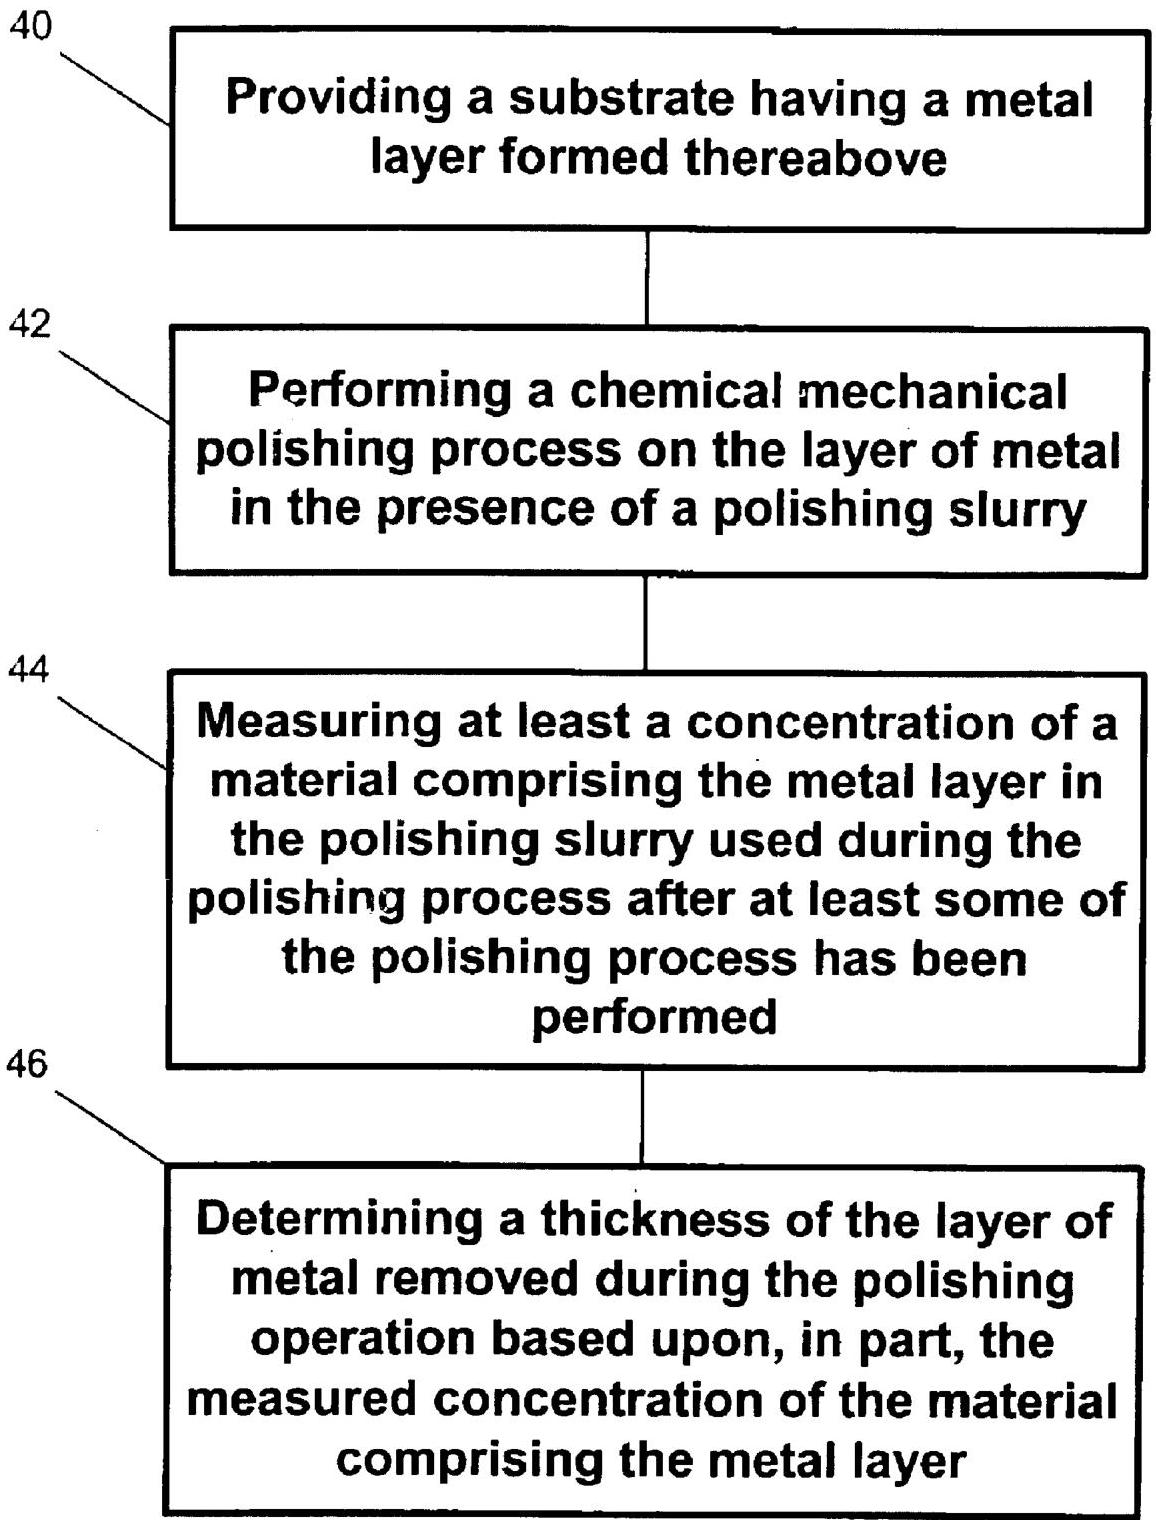 40
Providing a substrate having a metal
layer formed thereabove
42
Performing a chemical mechanical
polishing process on the layer of metal
in the presence of a polishing slurry
44
Measuring at least a concentration of a
material comprising the metal layer in
the polishing slurry used during the
polishing process after at least some of
the polishing process has been
performed
46
Determining a thickness of the layer of
metal removed during the polishing
operation based upon, in part, the
measured concentration of the material
comprising the metal layer